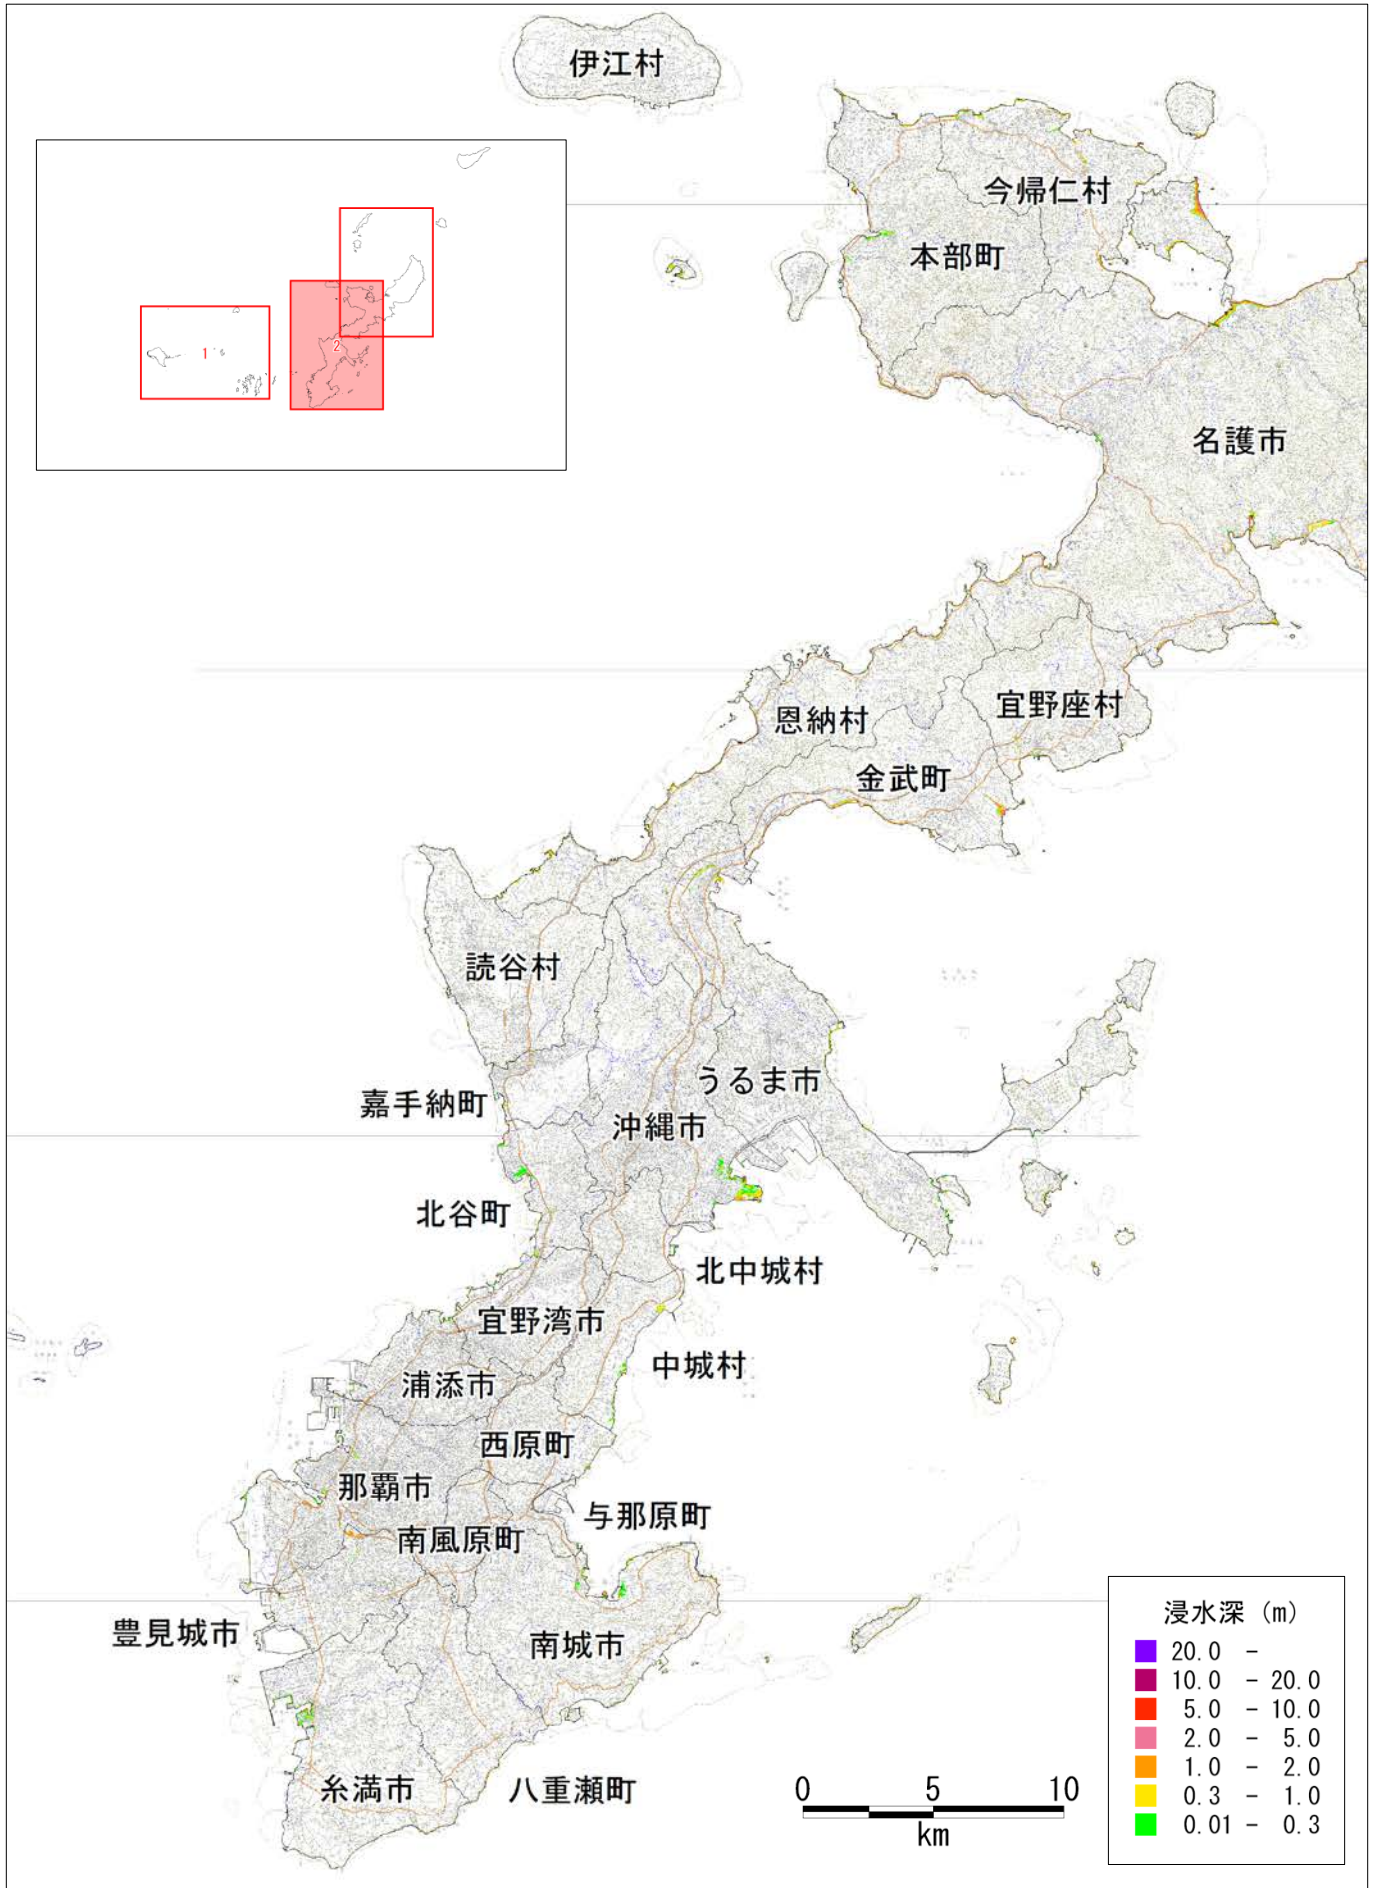 伊江村
今帰仁村
本部町
1
2
名護市
宜野座村
恩納村
金武町
読谷村
うるま市
嘉手納町
沖縄市
北谷町
北中城村
宜野湾市
中城村
浦添市
西原町
那覇市
与那原町
南風原町
豊見城市
南城市
糸満市
八重瀬町
0 5 10
km
浸水深 (m)
20.0 -
10.0 - 20.0
5.0 - 10.0
2.0 - 5.0
1.0 - 2.0
0.3 - 1.0
0.01 - 0.3